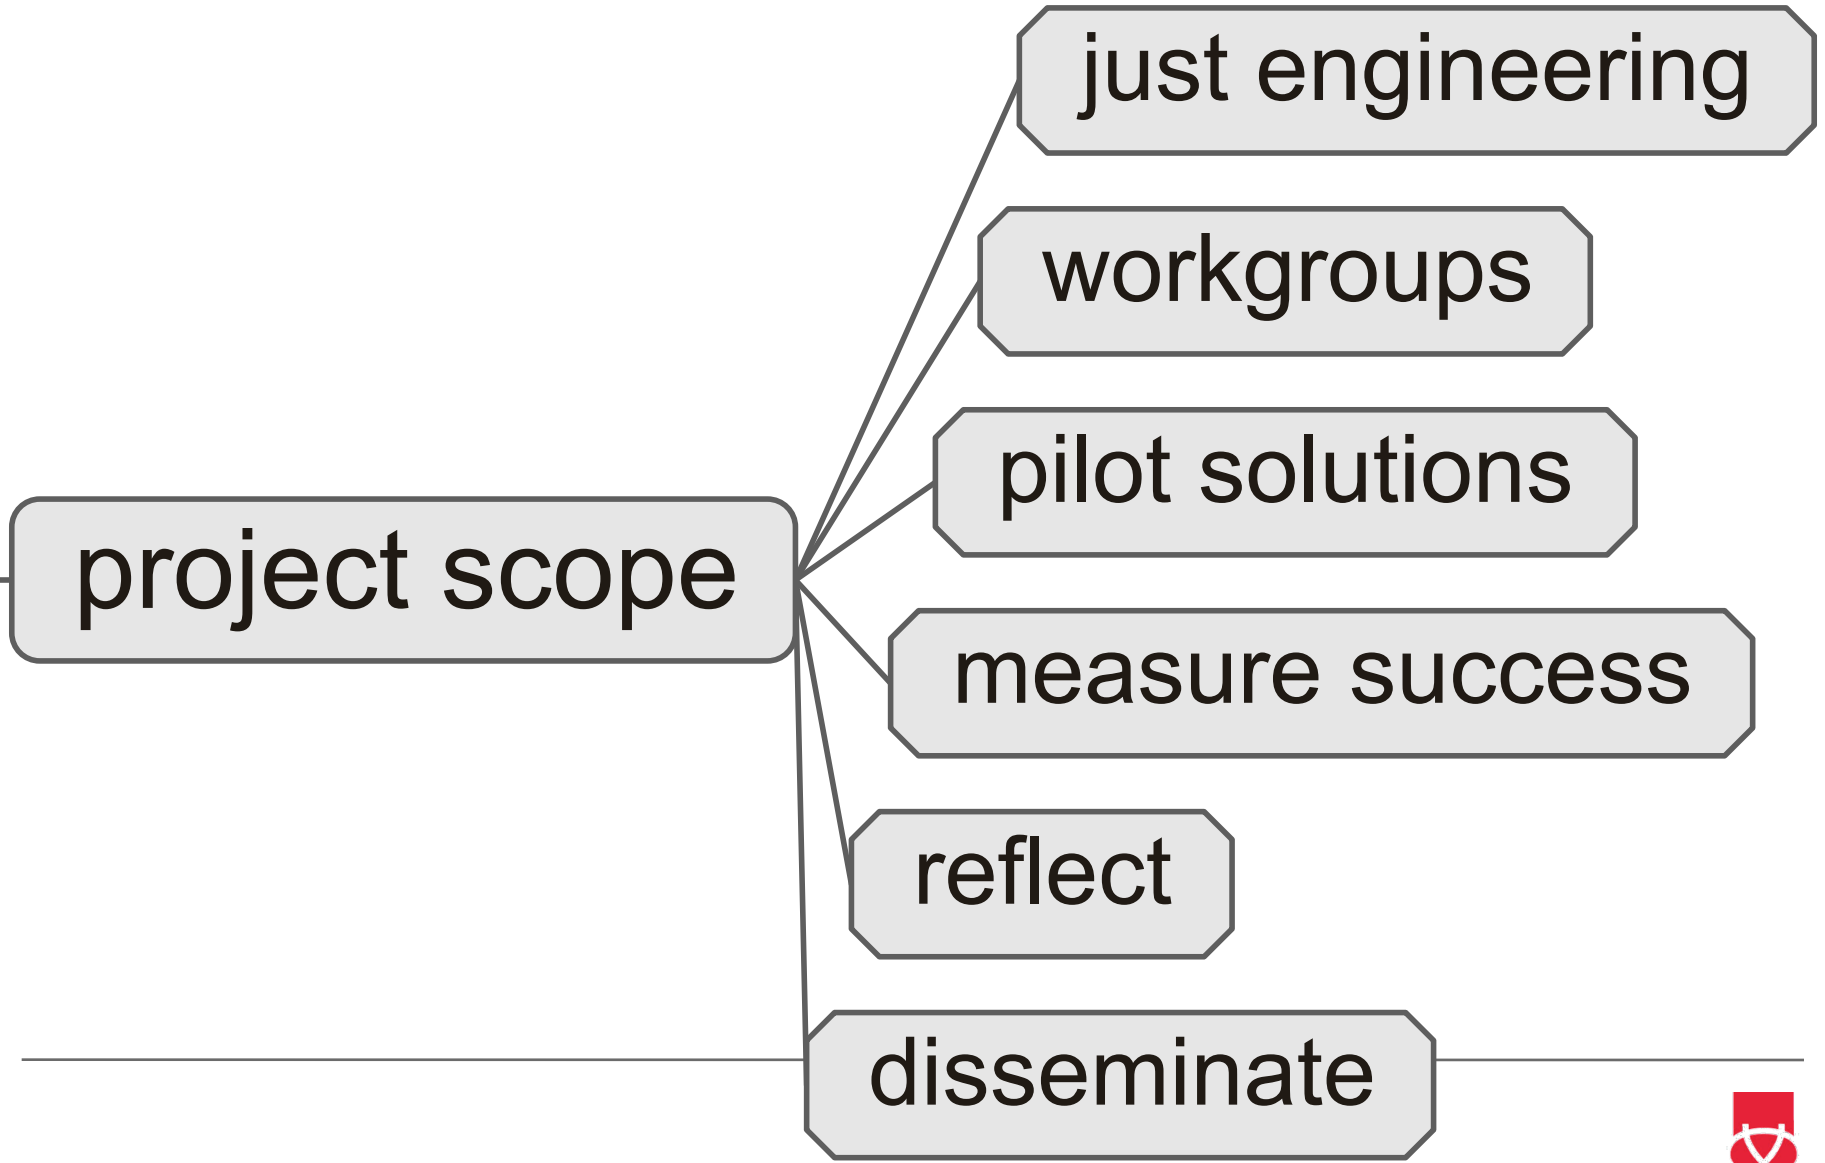 just engineering
workgroups
pilot solutions
project scope
measure success
reflect
disseminate